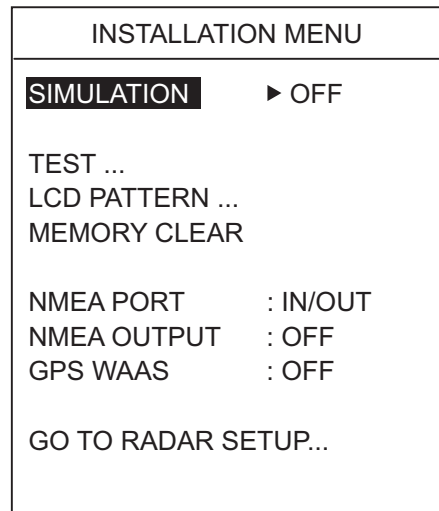 INSTALLATION MENU
SIMULATION ▶ OFF
TEST ...
LCD PATTERN ...
MEMORY CLEAR
NMEA PORT : IN/OUT
NMEA OUTPUT : OFF
GPS WAAS : OFF
GO TO RADAR SETUP...